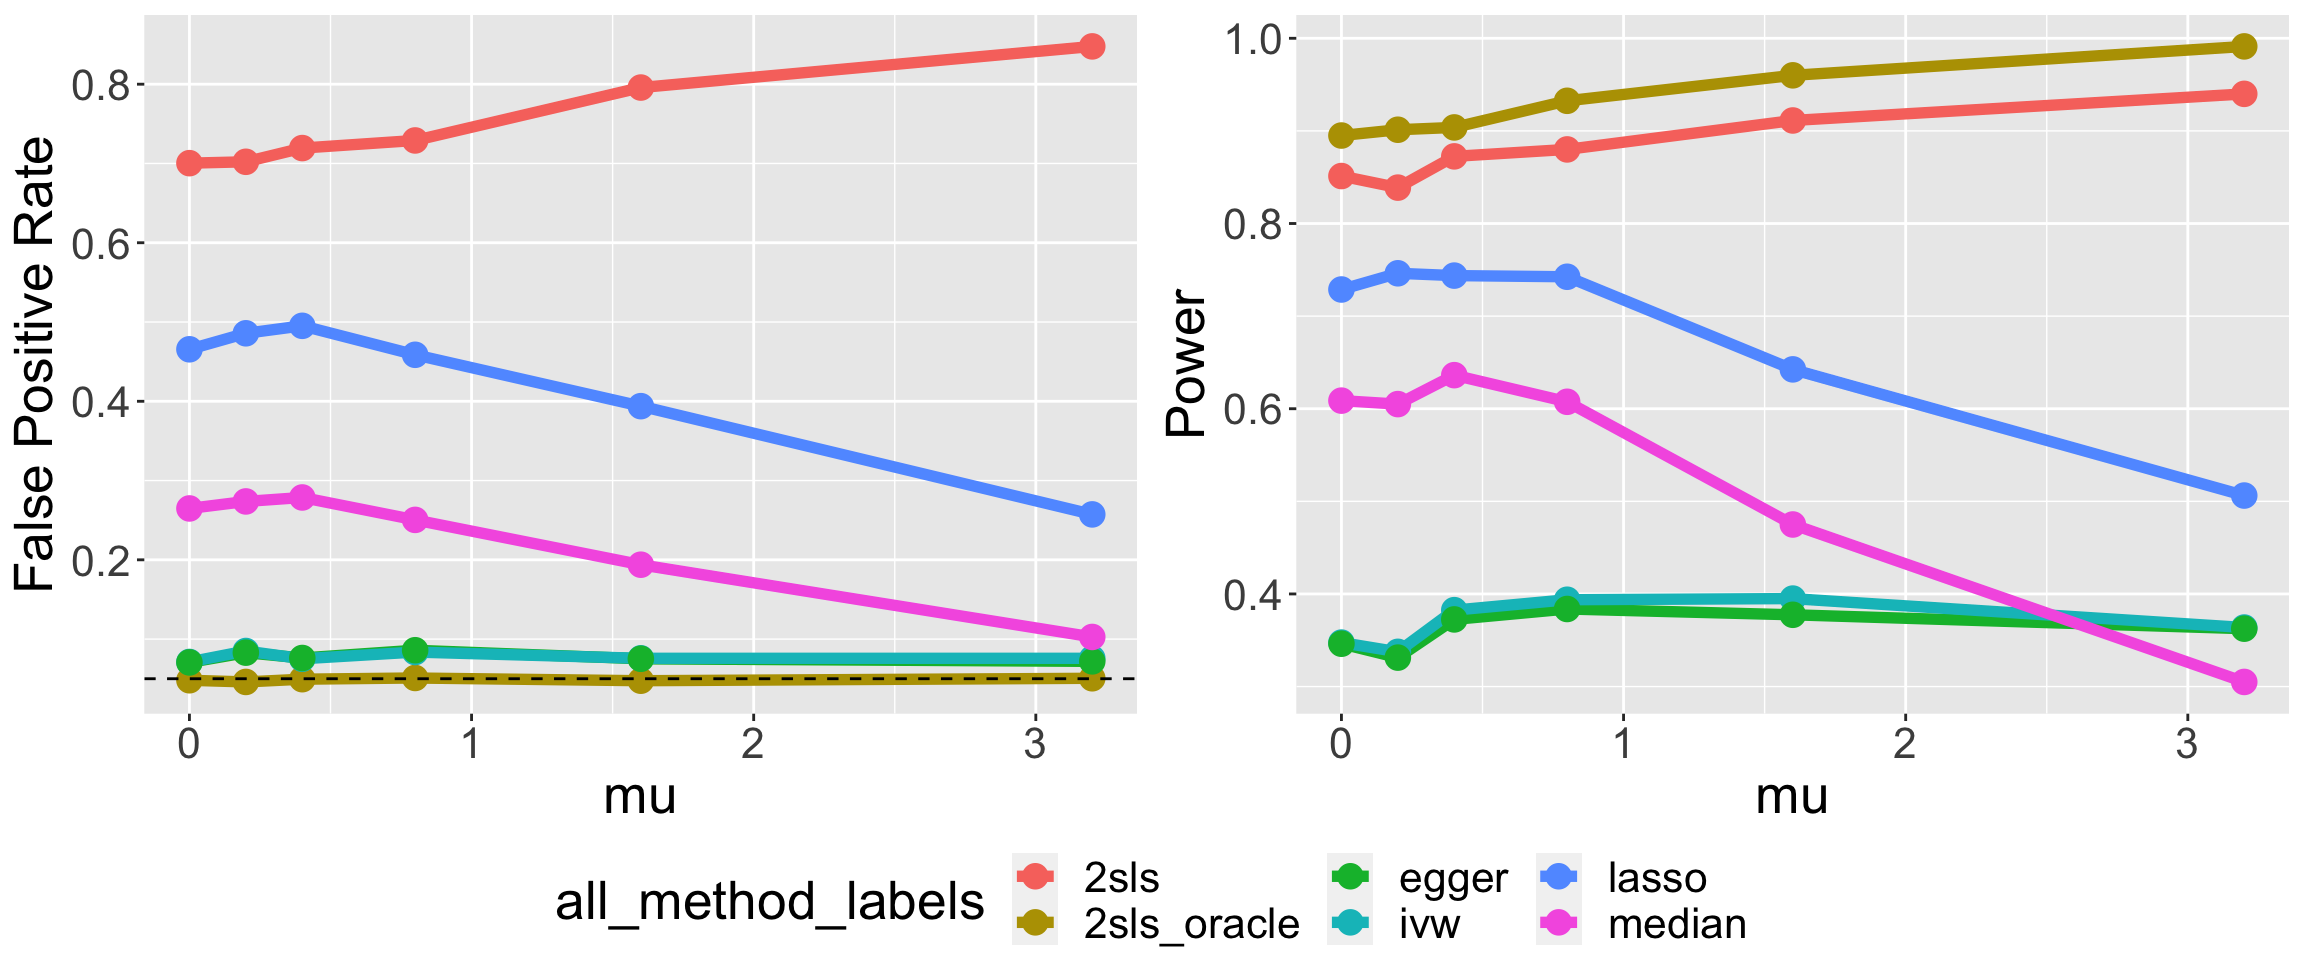 False Positive Rate
0.8
0.6
0.4
0.2
0 1 2 3
mu
Power
1.0
0.8
0.6
0.4
0 1 2 3
mu
all_method_labels
2sls egger lasso
2sls_oracle ivw median